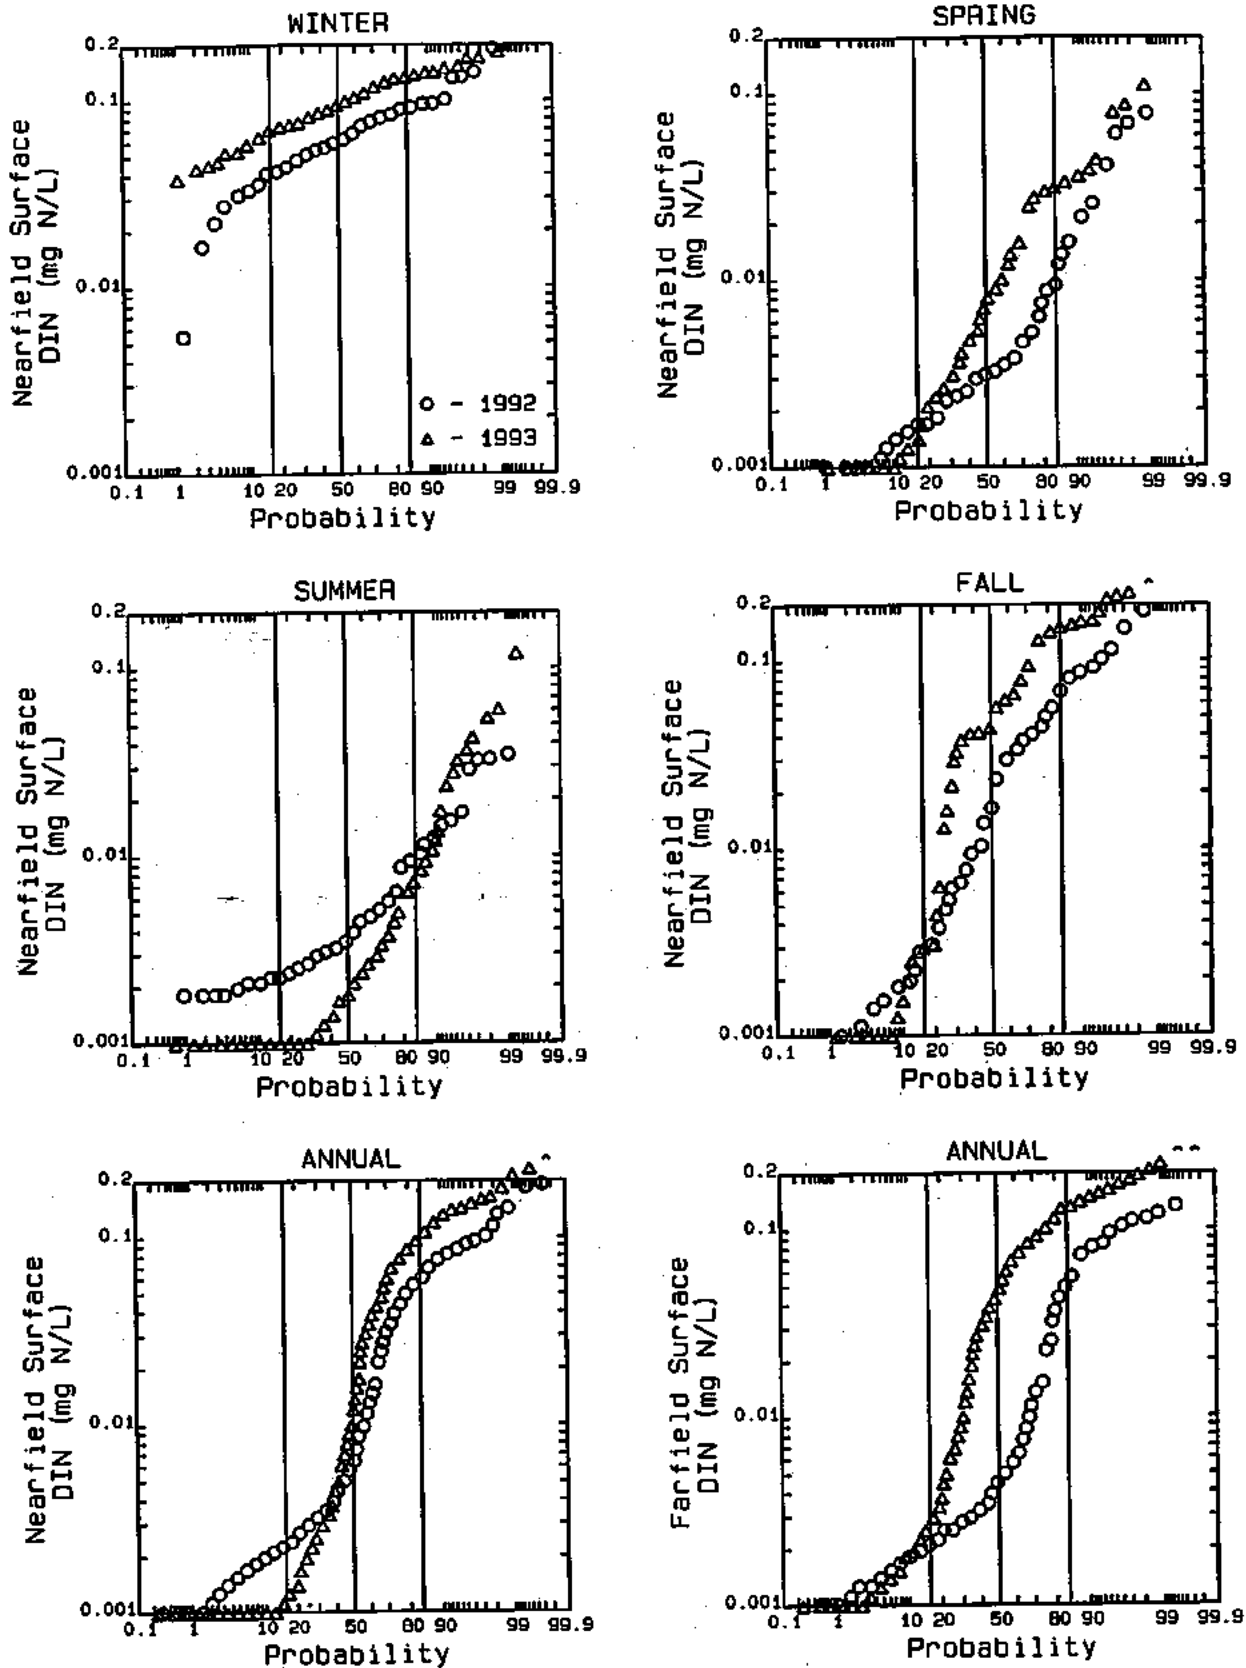 WINTER
0.2
0.1
0.01
0.001
Nearfield Surface
DIN (mg N/L)
○ - 1992
△ - 1993
0.1 1 10 20 50 80 90 99 99.9
Probability
SPRING
0.2
0.1
0.01
0.001
Nearfield Surface
DIN (mg N/L)
0.1 1 10 20 50 80 90 99 99.9
Probability
SUMMER
0.2
0.1
0.01
0.001
Nearfield Surface
DIN (mg N/L)
0.1 1 10 20 50 80 90 99 99.9
Probability
FALL
0.2
0.1
0.01
0.001
Nearfield Surface
DIN (mg N/L)
0.1 1 10 20 50 80 90 99 99.9
Probability
ANNUAL
0.2
0.1
0.01
0.001
Nearfield Surface
DIN (mg N/L)
0.1 1 10 20 50 80 90 99 99.9
Probability
ANNUAL
0.2
0.1
0.01
0.001
Farfield Surface
DIN (mg N/L)
0.1 1 10 20 50 80 90 99 99.9
Probability